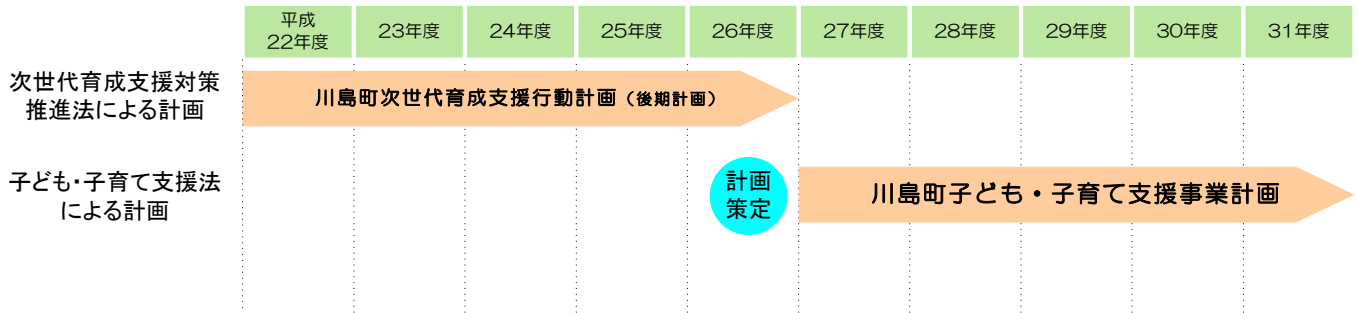 平成
22年度
23年度
24年度
25年度
26年度
27年度
28年度
29年度
30年度
31年度
次世代育成支援対策
推進法による計画
川島町次世代育成支援行動計画（後期計画）
子ども・子育て支援法
による計画
計画
策定
川島町子ども・子育て支援事業計画